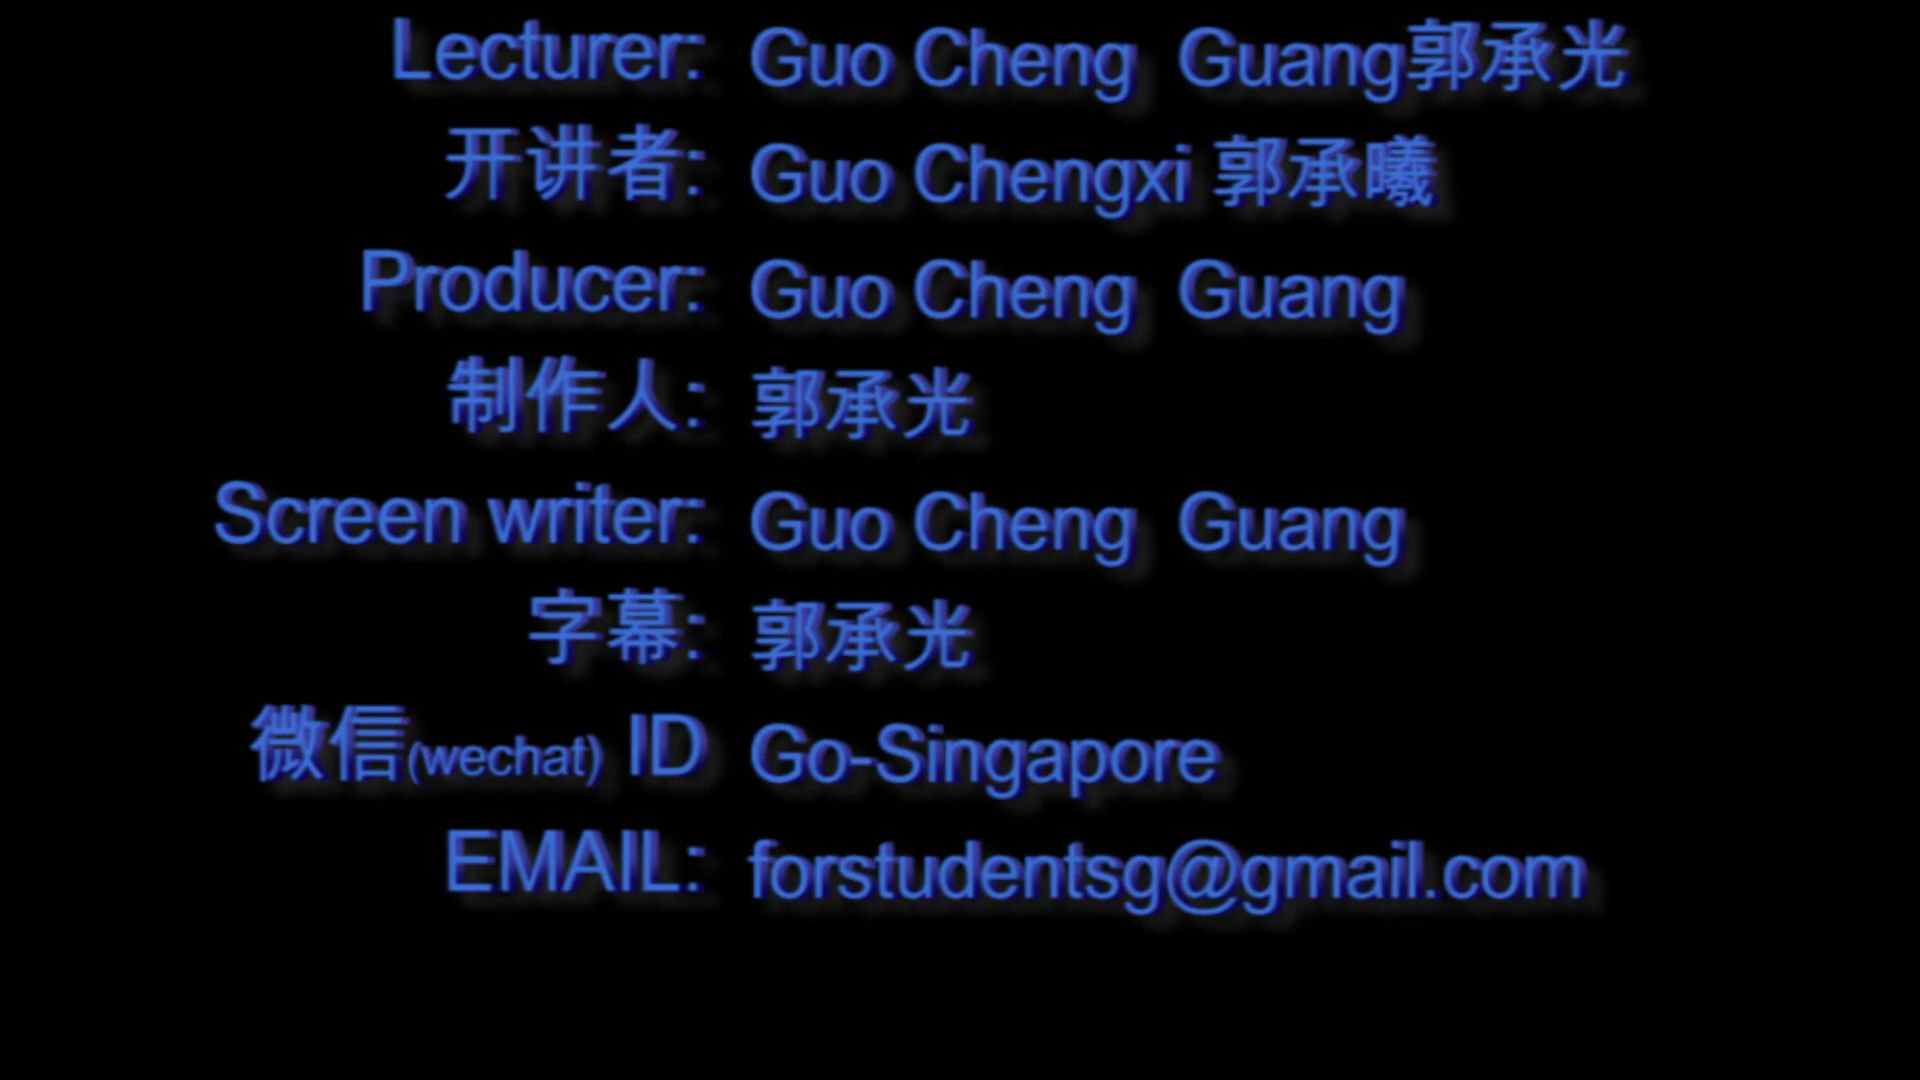 Lecturer: Guo Cheng  Guang郭承光
开讲者: Guo Chengxi 郭承曦
Producer: Guo Cheng  Guang
制作人: 郭承光
Screen writer: Guo Cheng  Guang
字幕: 郭承光
微信(wechat) ID Go-Singapore
EMAIL: forstudentsg@gmail.com